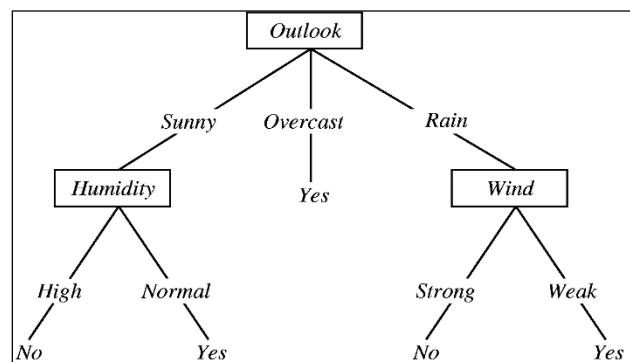 Outlook
Sunny Overcast Rain
Humidity Yes Wind
High Normal Strong Weak
No Yes No Yes